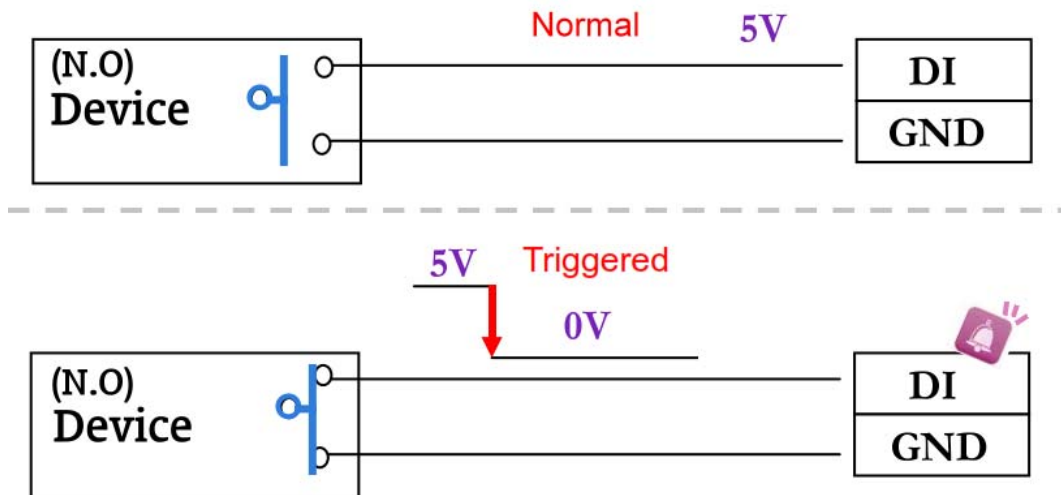 Normal 5V
(N.O)
Device
DI
GND
5V Triggered
0V
(N.O)
Device
DI
GND